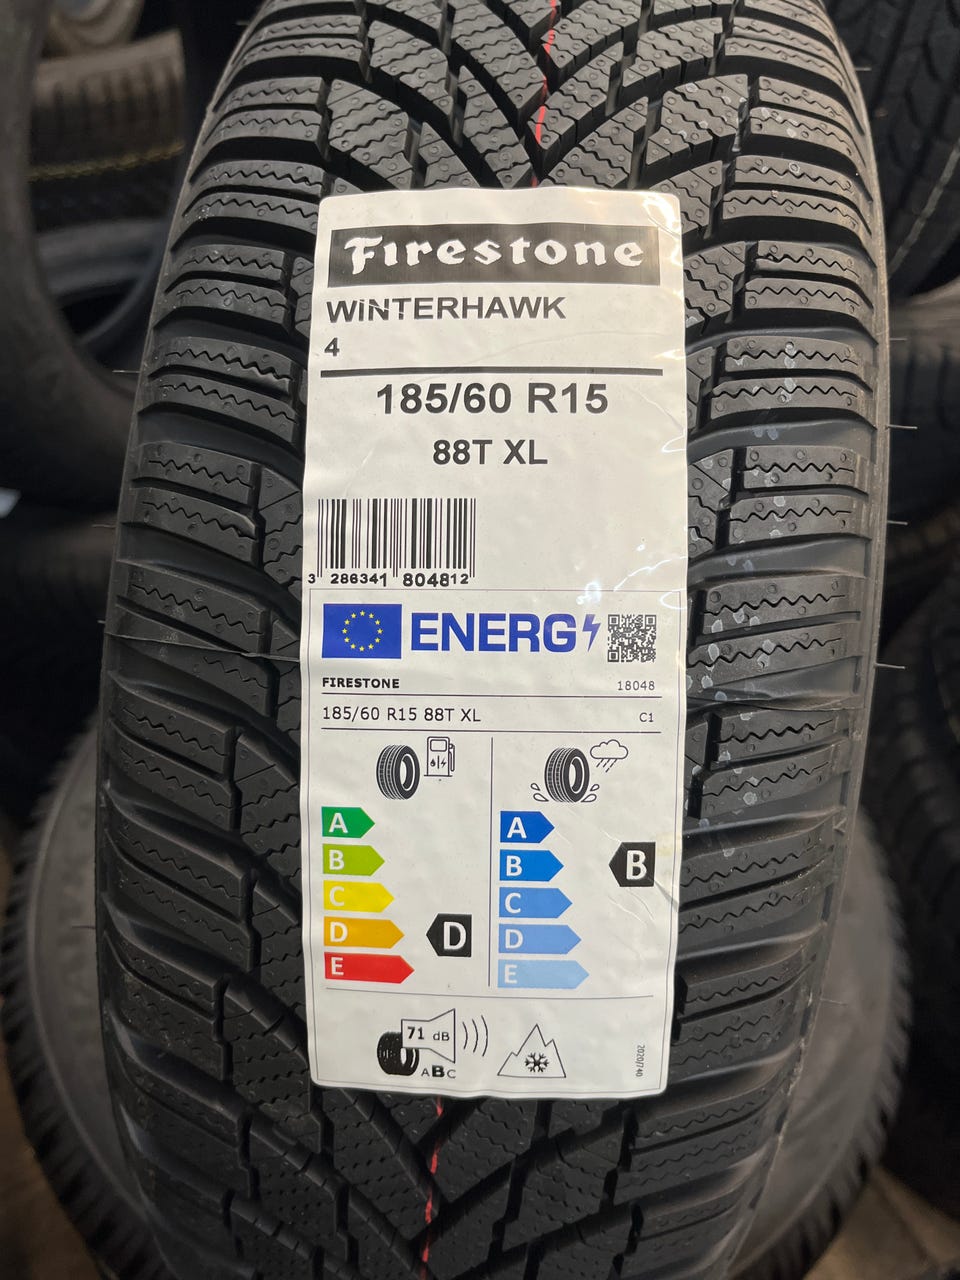 Firestone
WINTERHAWK
4
185/60 R15
88T XL
3 286341 804812
ENERG
FIRESTONE 18048
185/60 R15 88T XL C1
A A
B B B
C C
D D D
E E
71 dB
ABC
2020/740